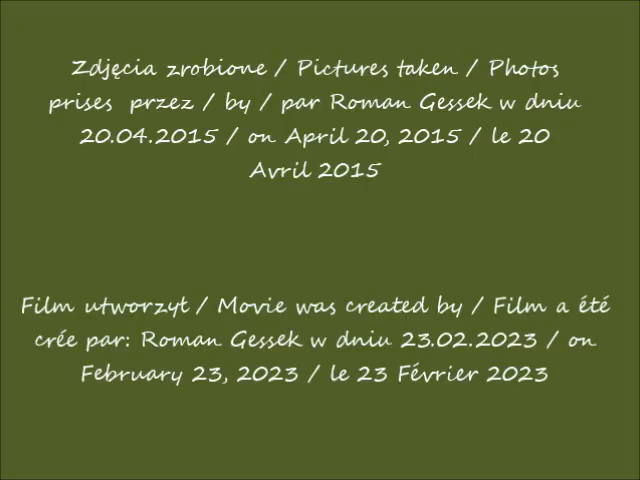 Zdjęcia zrobione / Pictures taken / Photos
prises przez / by / par Roman Gessek w dniu
20.04.2015 / on April 20, 2015 / le 20
Avril 2015
Film utworzył / Movie was created by / Film a été
crée par: Roman Gessek w dniu 23.02.2023 / on
February 23, 2023 / le 23 Février 2023